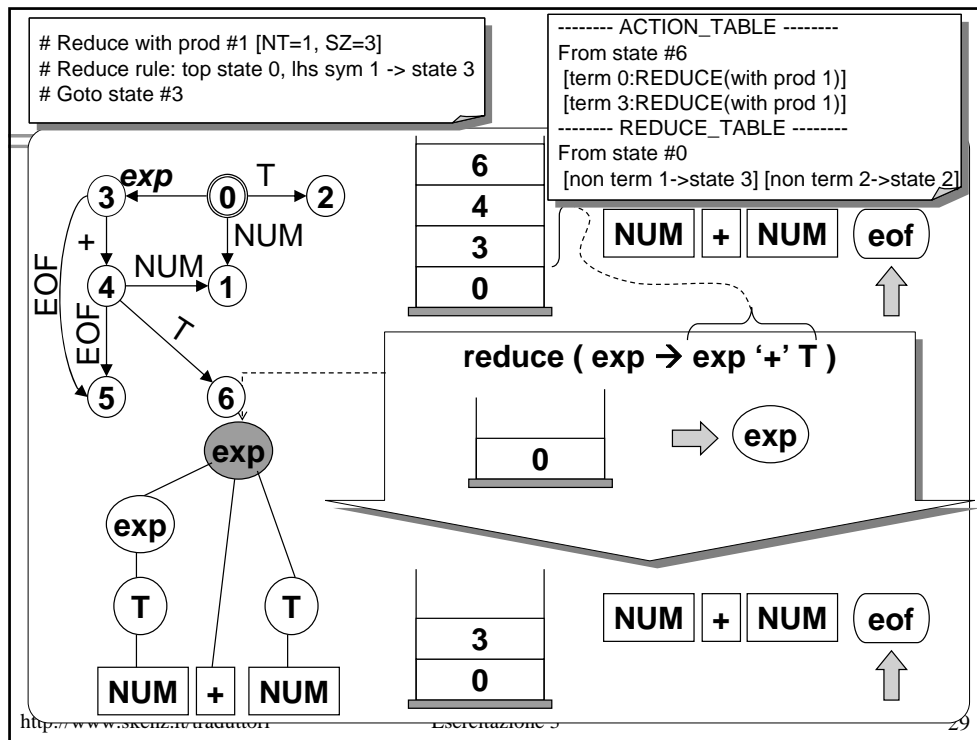 # Reduce with prod #1 [NT=1, SZ=3]
# Reduce rule: top state 0, lhs sym 1 -> state 3
# Goto state #3
-------- ACTION_TABLE --------
From state #6
[term 0:REDUCE(with prod 1)]
[term 3:REDUCE(with prod 1)]
-------- REDUCE_TABLE --------
From state #0
[non term 1->state 3] [non term 2->state 2]
3 exp 0 T 2
+ NUM
EOF
4 NUM 1
EOF T
5 6
6
4
3
0
NUM + NUM eof
reduce ( exp → exp ‘+’ T )
0
exp
exp
exp
T T
NUM + NUM
3
0
NUM + NUM eof
Esercitazione 3
29